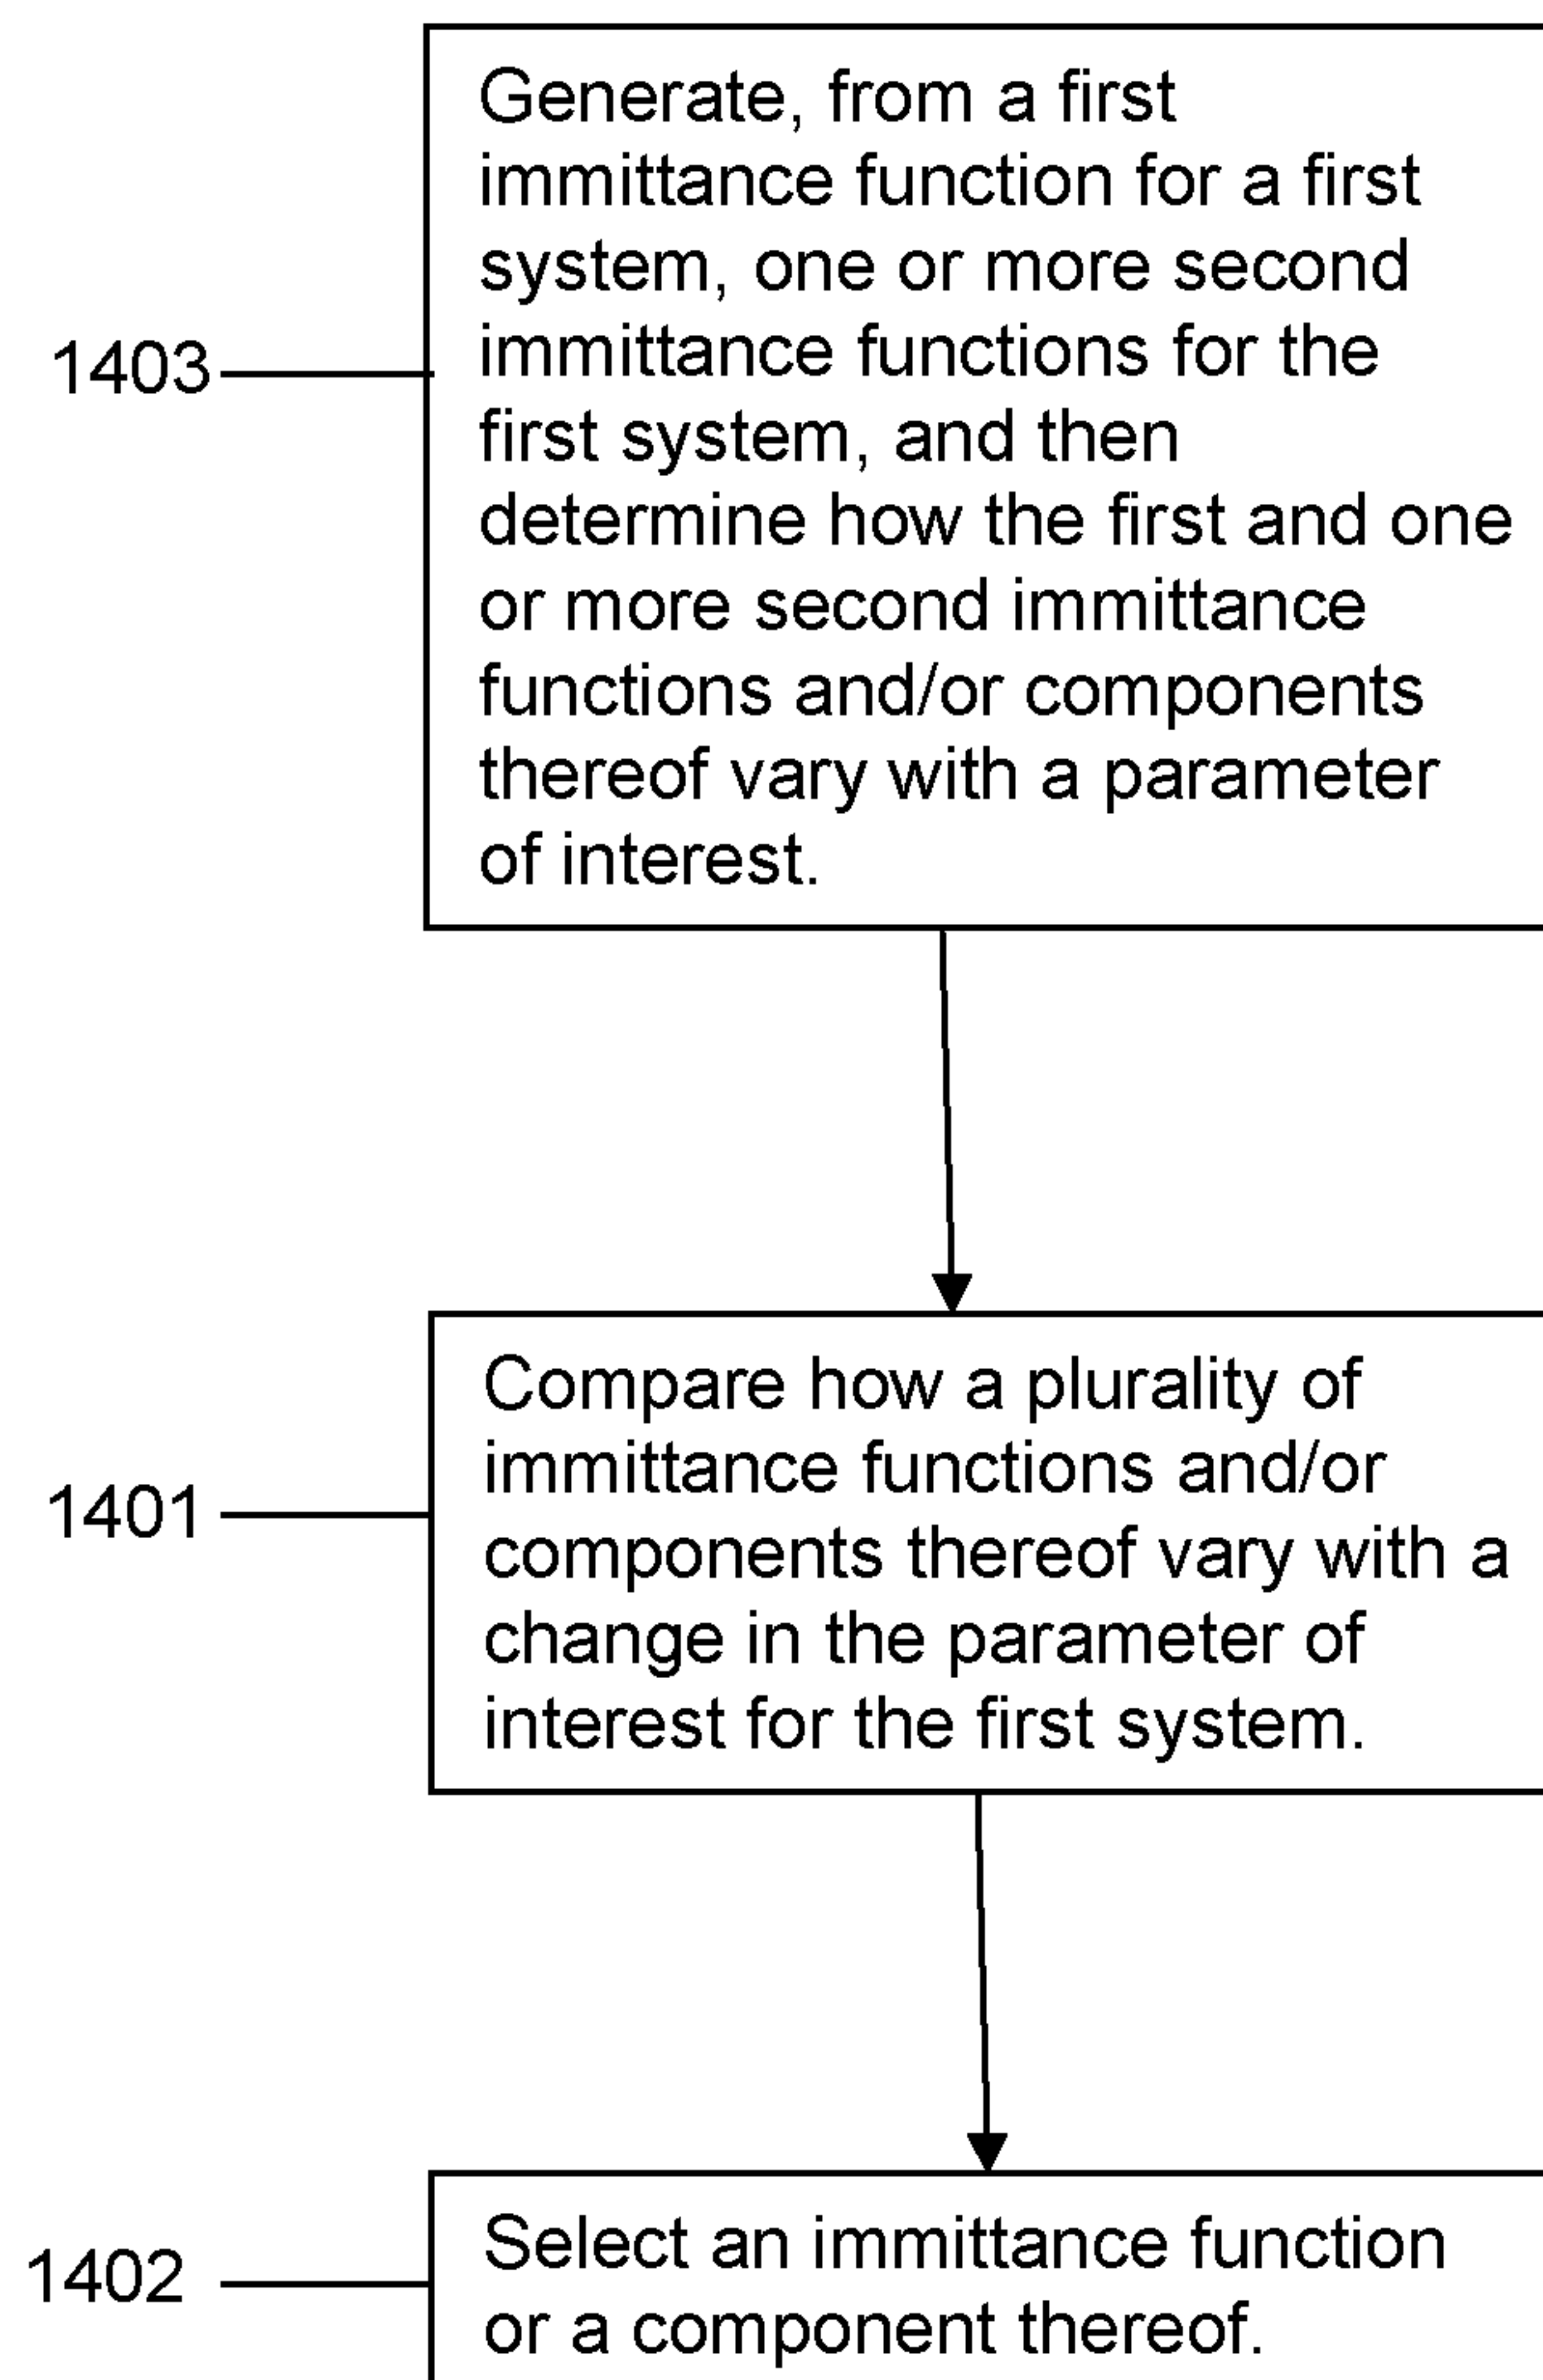 Generate, from a first
immittance function for a first
system, one or more second
immittance functions for the
1403
first system, and then
determine how the first and one
or more second immittance
functions and/or components
thereof vary with a parameter
of interest.
Compare how a plurality of
immittance functions and/or
1401
components thereof vary with a
change in the parameter of
interest for the first system.
Select an immittance function
1402
or a component thereof.